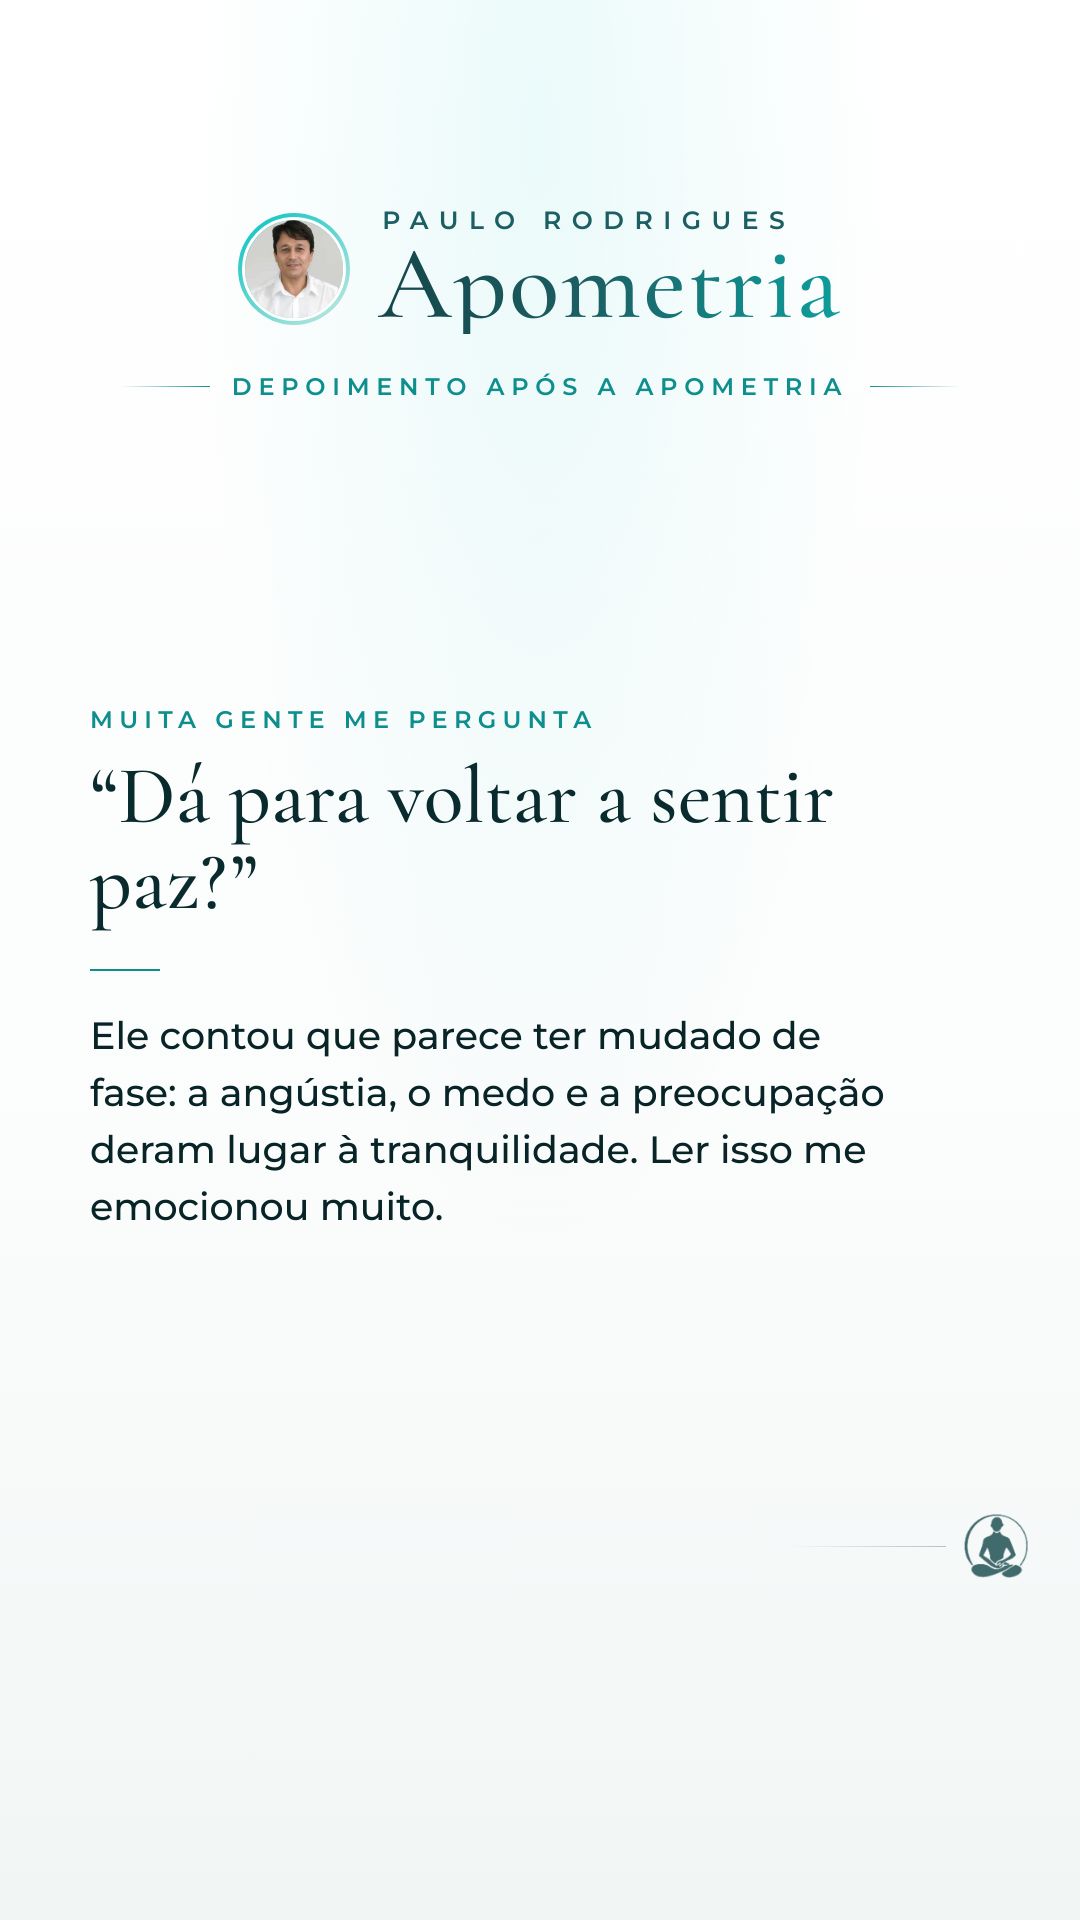 PAULO RODRIGUES
Apometria
DEPOIMENTO APÓS A APOMETRIA
MUITA GENTE ME PERGUNTA
“Dá para voltar a sentir
paz?”
Ele contou que parece ter mudado de
fase: a angústia, o medo e a preocupação
deram lugar à tranquilidade. Ler isso me
emocionou muito.